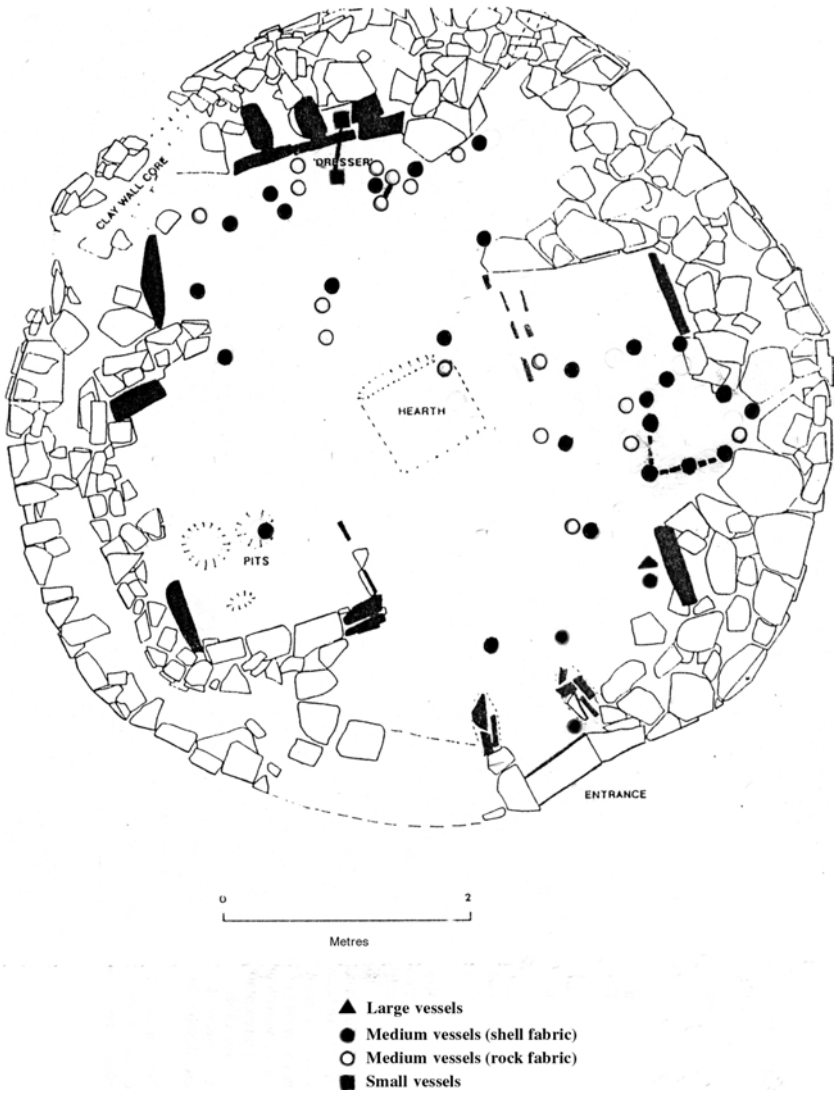 'DRESSER'
CLAY WALL CORE
HEARTH
PITS
ENTRANCE
0 2
Metres
Large vessels
Medium vessels (shell fabric)
Medium vessels (rock fabric)
Small vessels